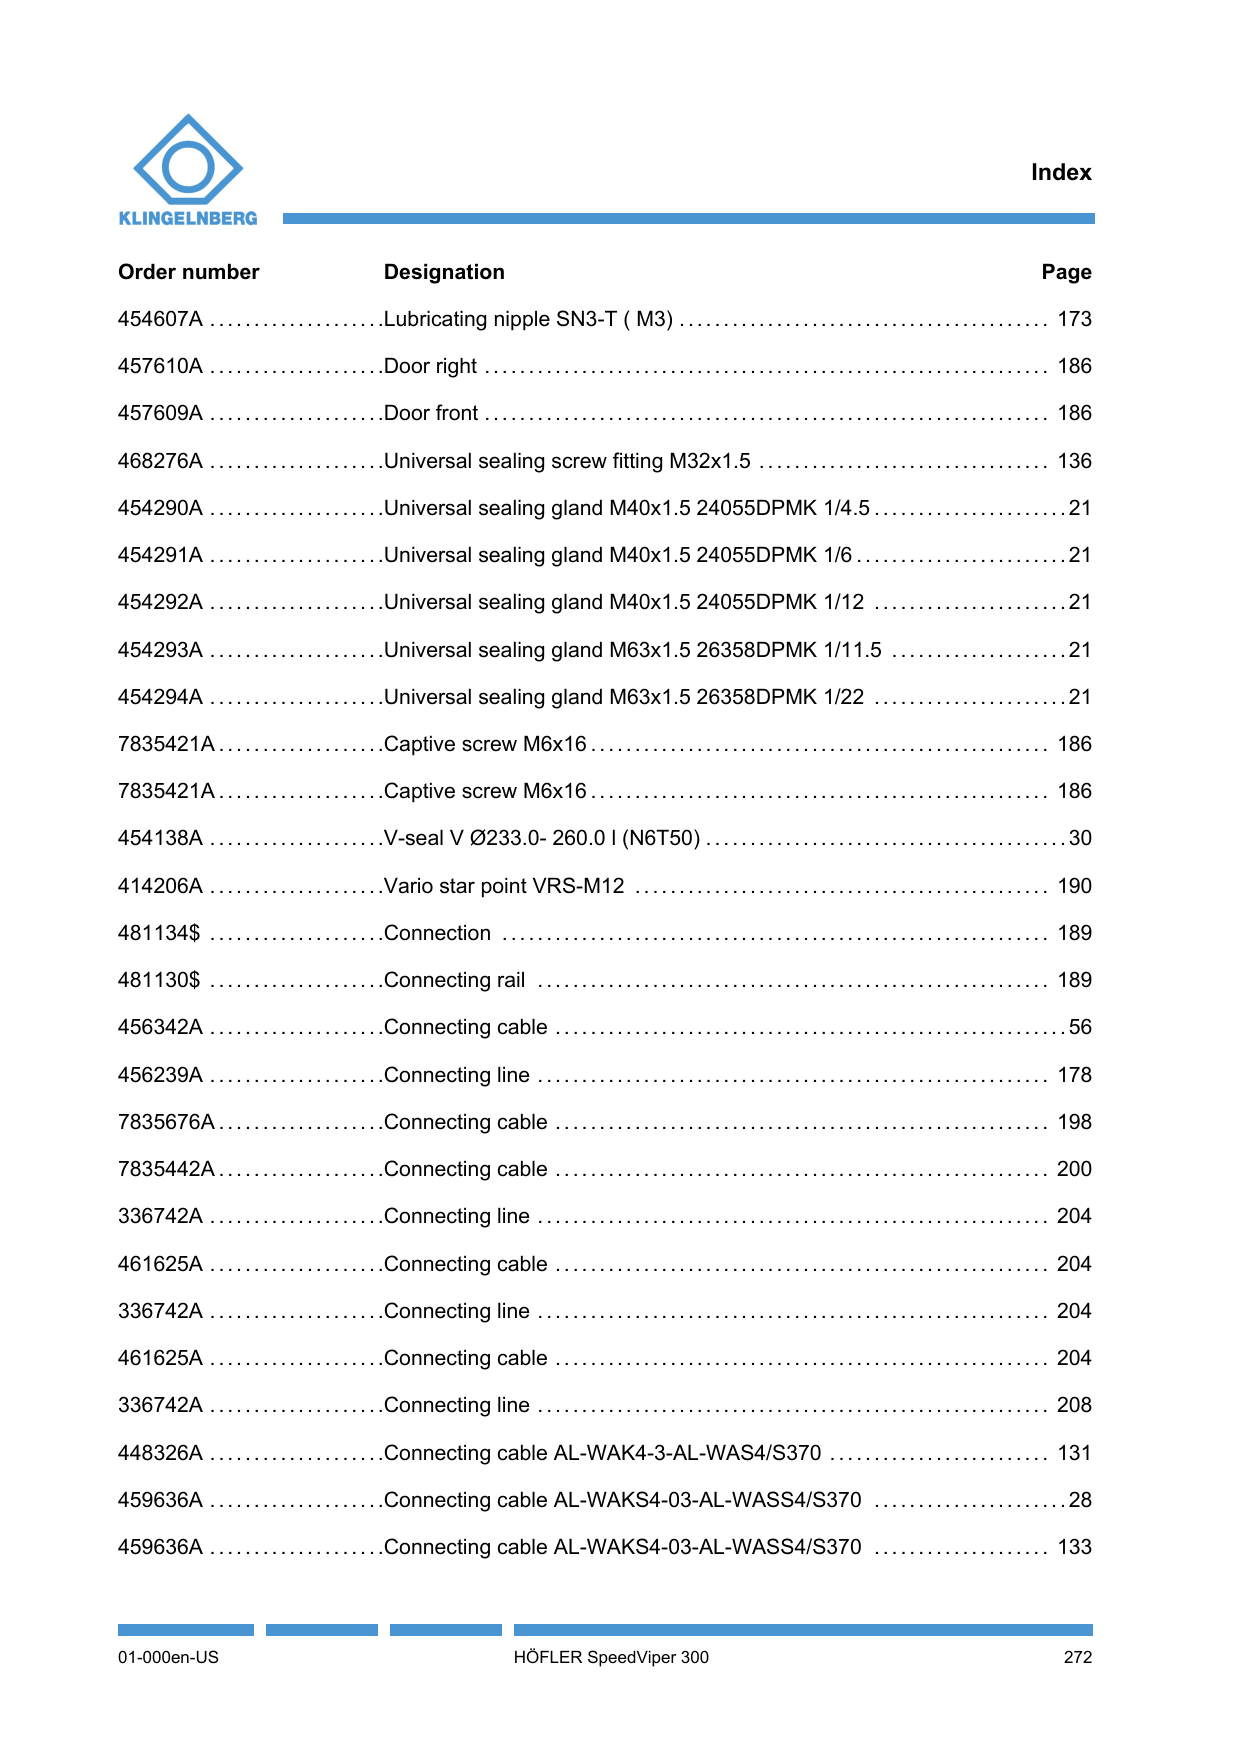 KLINGELNBERG
Index
Order number Designation Page
454607A ....................Lubricating nipple SN3-T ( M3) .......................................... 173
457610A ....................Door right ................................................................ 186
457609A ....................Door front ................................................................ 186
468276A ....................Universal sealing screw fitting M32x1.5 ................................. 136
454290A ....................Universal sealing gland M40x1.5 24055DPMK 1/4.5......................21
454291A ....................Universal sealing gland M40x1.5 24055DPMK 1/6........................21
454292A ....................Universal sealing gland M40x1.5 24055DPMK 1/12 ......................21
454293A ....................Universal sealing gland M63x1.5 26358DPMK 1/11.5 ....................21
454294A ....................Universal sealing gland M63x1.5 26358DPMK 1/22 ......................21
7835421A...................Captive screw M6x16.................................................... 186
7835421A...................Captive screw M6x16.................................................... 186
454138A ....................V-seal V Ø233.0- 260.0 l (N6T50) .........................................30
414206A ....................Vario star point VRS-M12 ............................................... 190
481134$ ....................Connection .............................................................. 189
481130$ ....................Connecting rail .......................................................... 189
456342A ....................Connecting cable ..........................................................56
456239A ....................Connecting line .......................................................... 178
7835676A...................Connecting cable ........................................................ 198
7835442A...................Connecting cable ........................................................ 200
336742A ....................Connecting line .......................................................... 204
461625A ....................Connecting cable ........................................................ 204
336742A ....................Connecting line .......................................................... 204
461625A ....................Connecting cable ........................................................ 204
336742A ....................Connecting line .......................................................... 208
448326A ....................Connecting cable AL-WAK4-3-AL-WAS4/S370 ......................... 131
459636A ....................Connecting cable AL-WAKS4-03-AL-WASS4/S370 ......................28
459636A ....................Connecting cable AL-WAKS4-03-AL-WASS4/S370 .................... 133
01-000en-US HÖFLER SpeedViper 300 272